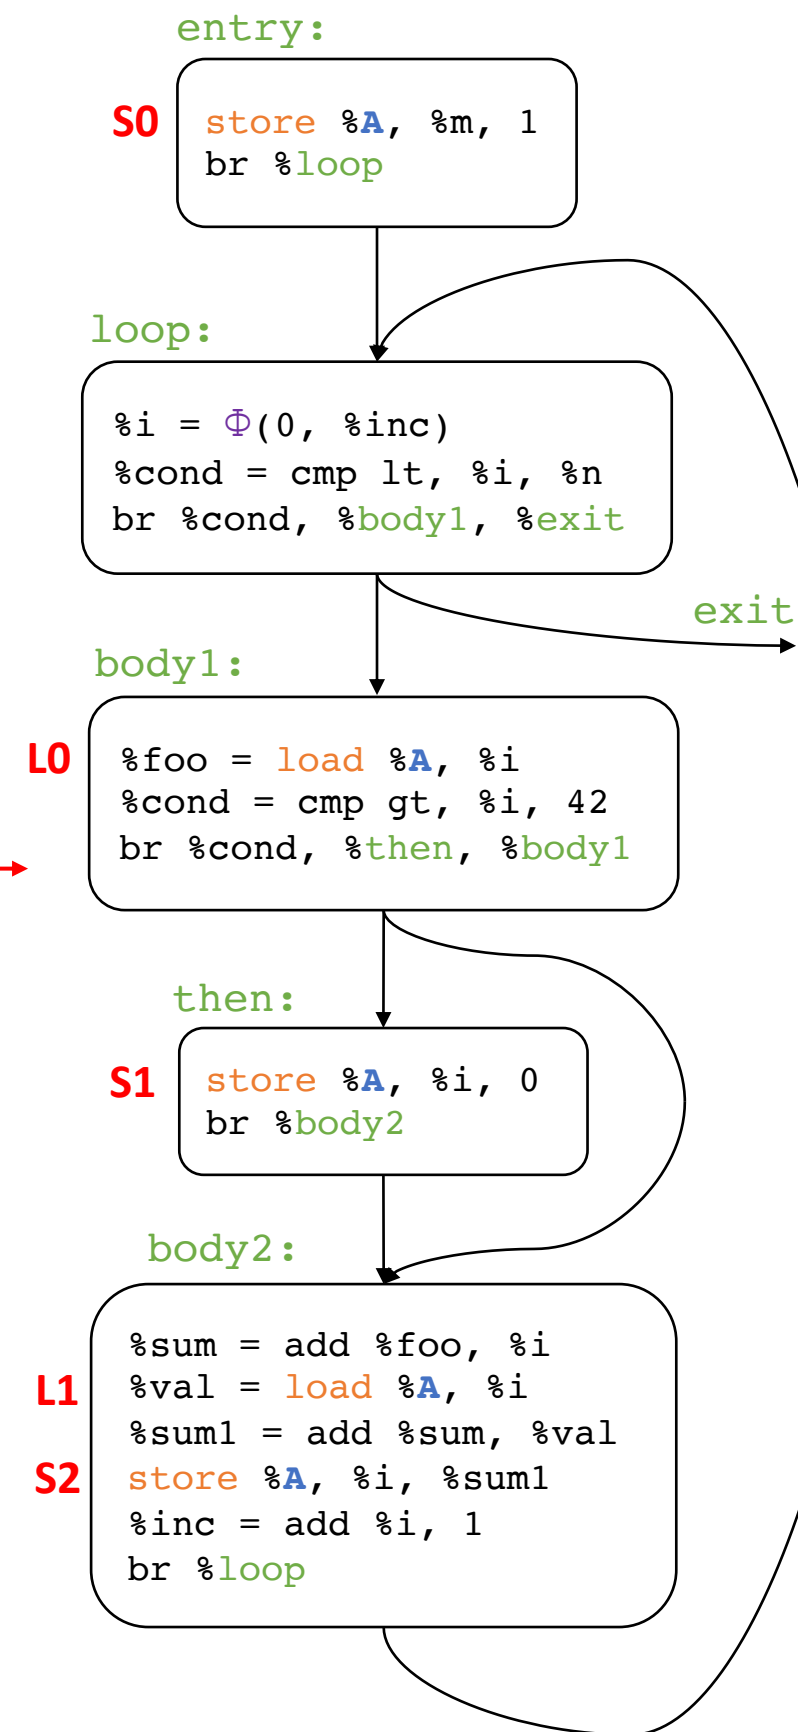 entry:
S0 store %A, %m, 1
br %loop
loop:
%i = Φ(0, %inc)
%cond = cmp lt, %i, %n
br %cond, %body1, %exit
exit
body1:
L0 %foo = load %A, %i
%cond = cmp gt, %i, 42
br %cond, %then, %body1
then:
S1 store %A, %i, 0
br %body2
body2:
%sum = add %foo, %i
L1 %val = load %A, %i
%sum1 = add %sum, %val
S2 store %A, %i, %sum1
%inc = add %i, 1
br %loop